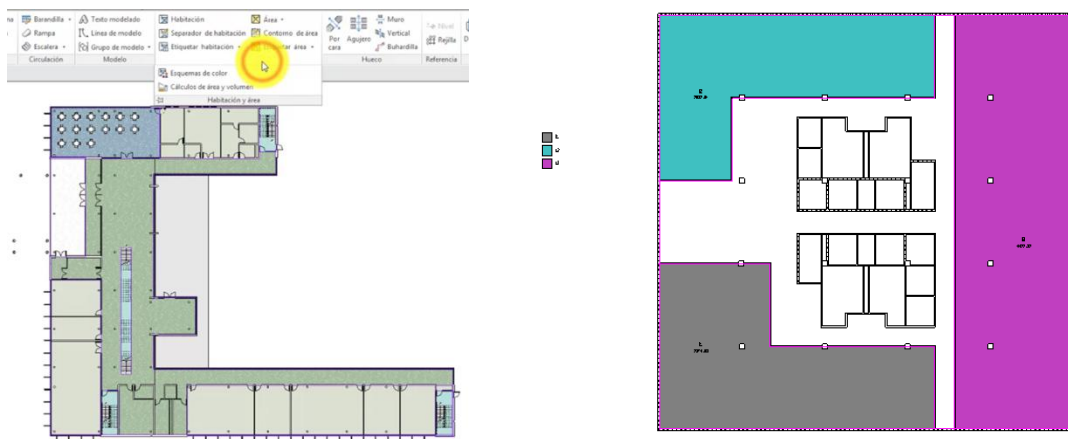 Barandilla
Texto modelado
Habitación
Área
Rampa
Línea de modelo
Separador de habitación
Contorno de área
Escalera
Grupo de modelo
Etiquetar habitación
Etiquetar área
Circulación
Modelo
Esquemas de color
Cálculos de área y volumen
Habitación y área
Por cara
Agujero
Muro
Vertical
Buhardilla
Hueco
Nivel
Rejilla
Referencia